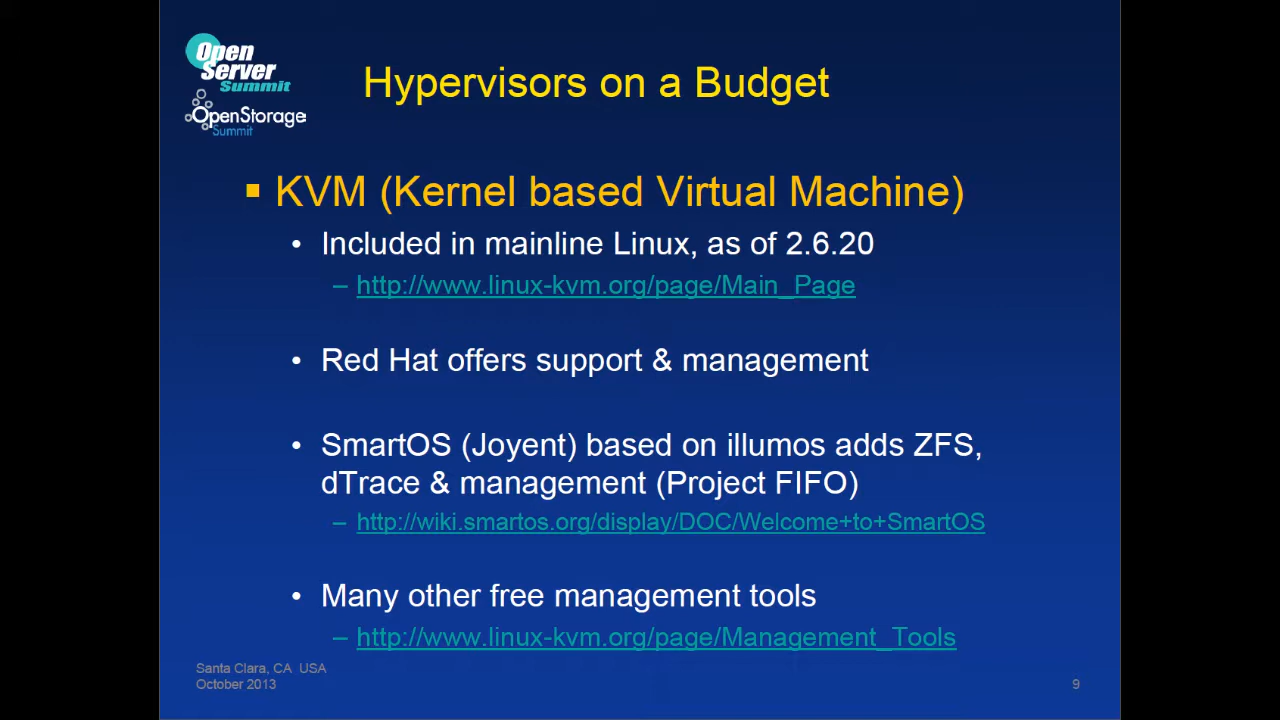 Open
Server
Summit
OpenStorage
Summit
Hypervisors on a Budget
▪ KVM (Kernel based Virtual Machine)
• Included in mainline Linux, as of 2.6.20
– http://www.linux-kvm.org/page/Main_Page
• Red Hat offers support & management
• SmartOS (Joyent) based on illumos adds ZFS,
dTrace & management (Project FIFO)
– http://wiki.smartos.org/display/DOC/Welcome+to+SmartOS
• Many other free management tools
– http://www.linux-kvm.org/page/Management_Tools
Santa Clara, CA  USA
October 2013
9